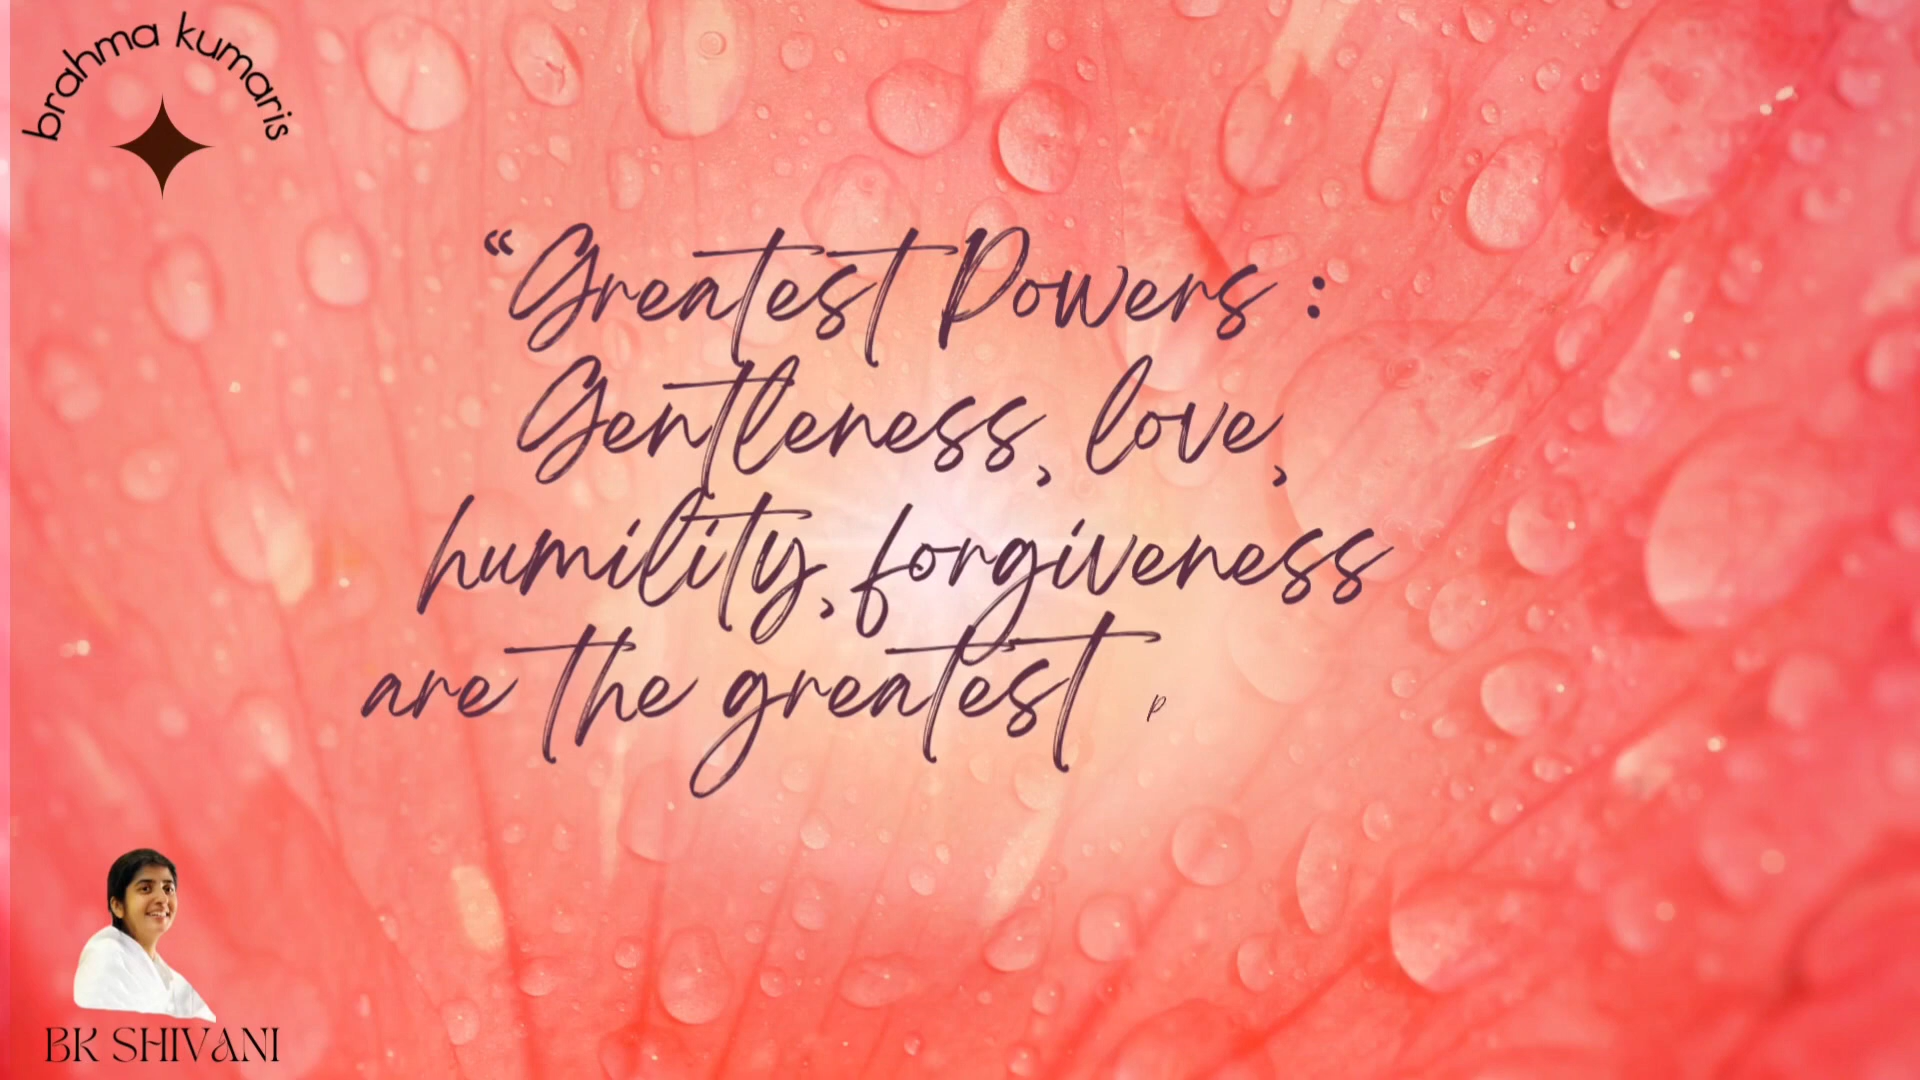 brahma kumaris
“Greatest Powers :
Gentleness, love,
humility, forgiveness
are the greatest p
BK SHIVANI